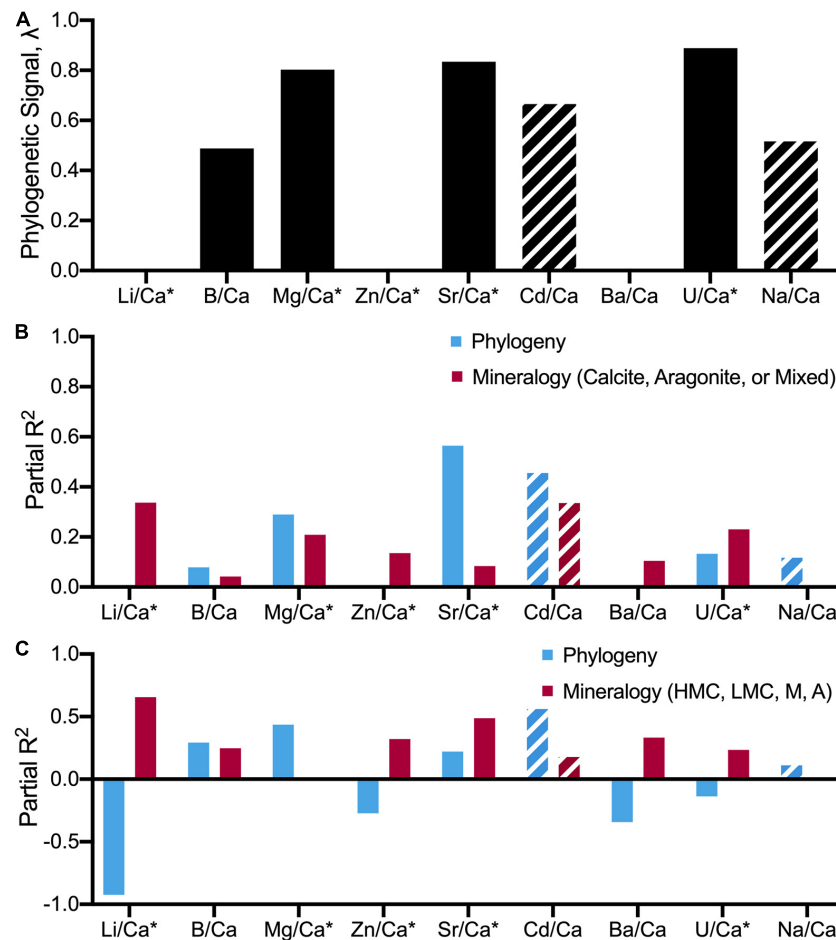 A
Phylogenetic Signal, λ
1.0
0.8
0.6
0.4
0.2
0.0
Li/Ca* B/Ca Mg/Ca* Zn/Ca* Sr/Ca* Cd/Ca Ba/Ca U/Ca* Na/Ca
B
Partial R²
1.0
0.8
0.6
0.4
0.2
0.0
Phylogeny
Mineralogy (Calcite, Aragonite, or Mixed)
Li/Ca* B/Ca Mg/Ca* Zn/Ca* Sr/Ca* Cd/Ca Ba/Ca U/Ca* Na/Ca
C
Partial R²
1.0
0.5
0.0
-0.5
-1.0
Phylogeny
Mineralogy (HMC, LMC, M, A)
Li/Ca* B/Ca Mg/Ca* Zn/Ca* Sr/Ca* Cd/Ca Ba/Ca U/Ca* Na/Ca